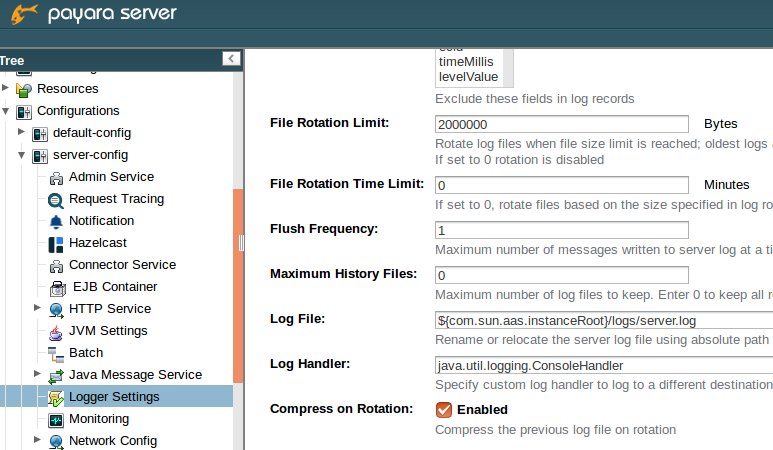 payara server
Tree
Resources
Configurations
default-config
server-config
Admin Service
Request Tracing
Notification
Hazelcast
Connector Service
EJB Container
HTTP Service
JVM Settings
Batch
Java Message Service
Logger Settings
Monitoring
Network Config
timeMillis
levelValue
Exclude these fields in log records
File Rotation Limit: 2000000 Bytes
Rotate log files when file size limit is reached; oldest logs
If set to 0 rotation is disabled
File Rotation Time Limit: 0 Minutes
If set to 0, rotate files based on the size specified in log
Flush Frequency: 1
Maximum number of messages written to server log at a
Maximum History Files: 0
Maximum number of log files to keep. Enter 0 to keep all
Log File: ${com.sun.aas.instanceRoot}/logs/server.log
Rename or relocate the server log file using absolute path
Log Handler: java.util.logging.ConsoleHandler
Specify custom log handler to log to a different destination
Compress on Rotation: Enabled
Compress the previous log file on rotation